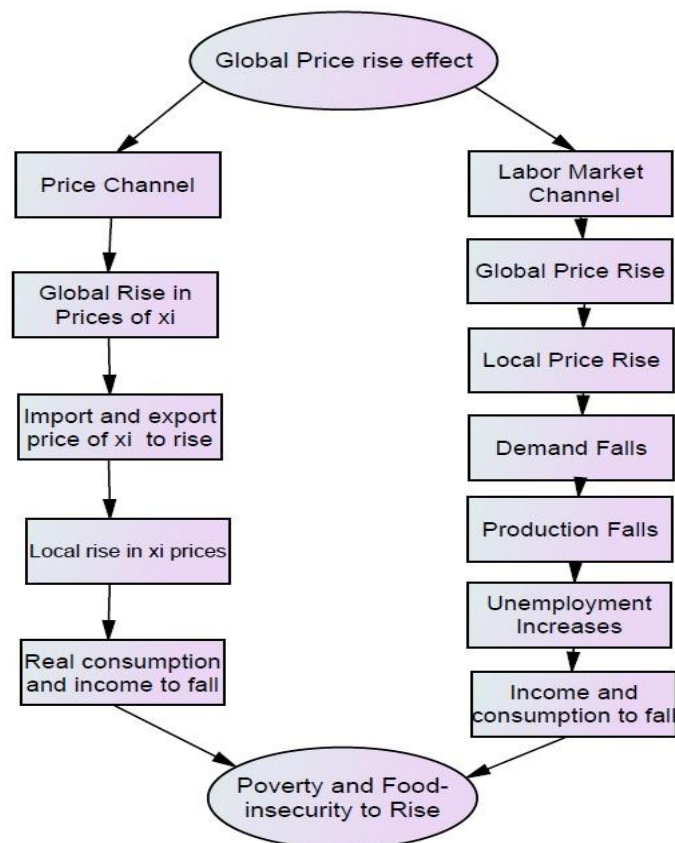 Global Price rise effect
Price Channel
Global Rise in
Prices of xi
Import and export
price of xi to rise
Local rise in xi prices
Real consumption
and income to fall
Labor Market
Channel
Global Price Rise
Local Price Rise
Demand Falls
Production Falls
Unemployment
Increases
Income and
consumption to fall
Poverty and Food-
insecurity to Rise